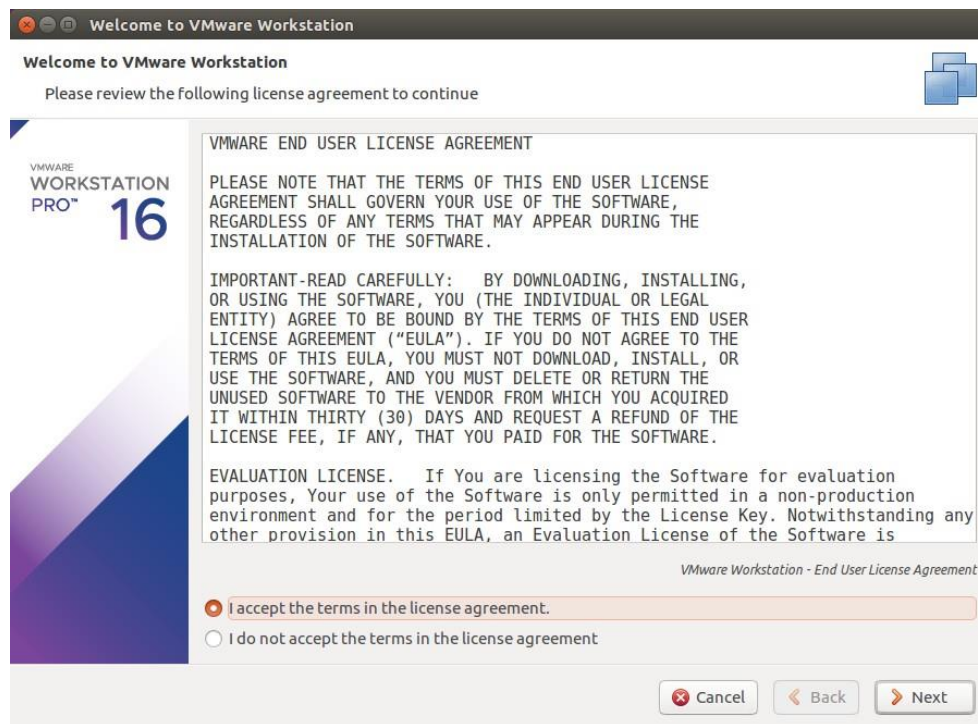 Welcome to VMware Workstation
Welcome to VMware Workstation
Please review the following license agreement to continue
VMWARE
WORKSTATION
PRO™ 16
VMWARE END USER LICENSE AGREEMENT
PLEASE NOTE THAT THE TERMS OF THIS END USER LICENSE
AGREEMENT SHALL GOVERN YOUR USE OF THE SOFTWARE,
REGARDLESS OF ANY TERMS THAT MAY APPEAR DURING THE
INSTALLATION OF THE SOFTWARE.
IMPORTANT-READ CAREFULLY: BY DOWNLOADING, INSTALLING,
OR USING THE SOFTWARE, YOU (THE INDIVIDUAL OR LEGAL
ENTITY) AGREE TO BE BOUND BY THE TERMS OF THIS END USER
LICENSE AGREEMENT (“EULA”). IF YOU DO NOT AGREE TO THE
TERMS OF THIS EULA, YOU MUST NOT DOWNLOAD, INSTALL, OR
USE THE SOFTWARE, AND YOU MUST DELETE OR RETURN THE
UNUSED SOFTWARE TO THE VENDOR FROM WHICH YOU ACQUIRED
IT WITHIN THIRTY (30) DAYS AND REQUEST A REFUND OF THE
LICENSE FEE, IF ANY, THAT YOU PAID FOR THE SOFTWARE.
EVALUATION LICENSE. If You are licensing the Software for evaluation
purposes, Your use of the Software is only permitted in a non-production
environment and for the period limited by the License Key. Notwithstanding any
other provision in this EULA, an Evaluation License of the Software is
VMware Workstation - End User License Agreement
I accept the terms in the license agreement.
I do not accept the terms in the license agreement
Cancel
Back
Next